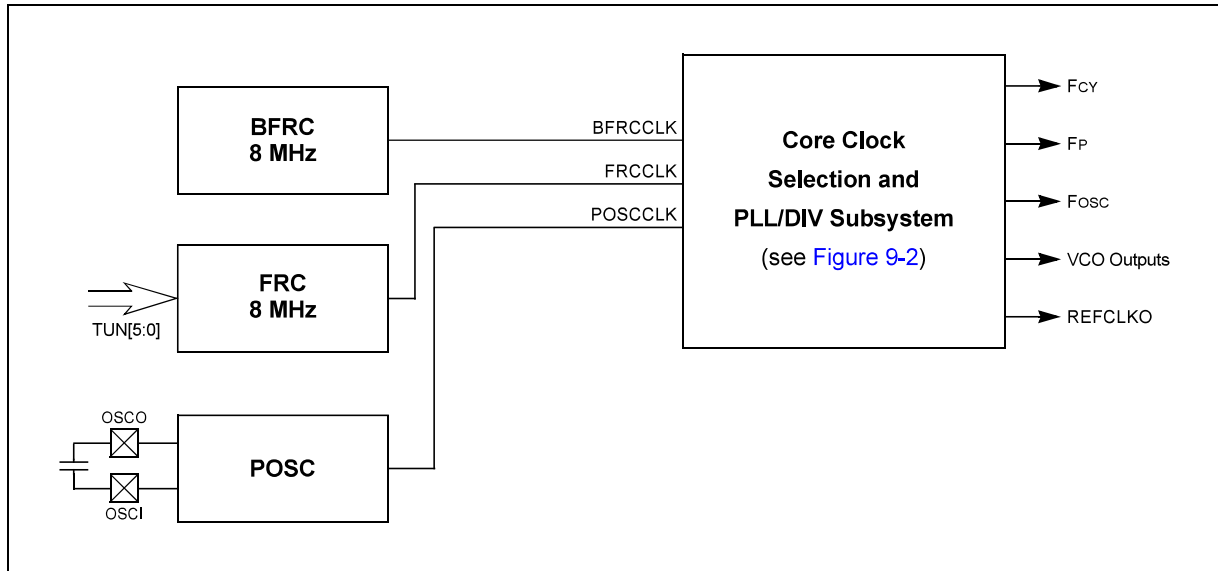 BFRC
8 MHz
BFRCCLK
FRCCLK
POSCCLK
FRC
8 MHz
TUN[5:0]
OSCO
OSCI
POSC
Core Clock
Selection and
PLL/DIV Subsystem
(see Figure 9-2)
FCY
FP
FOSC
VCO Outputs
REFCLKO